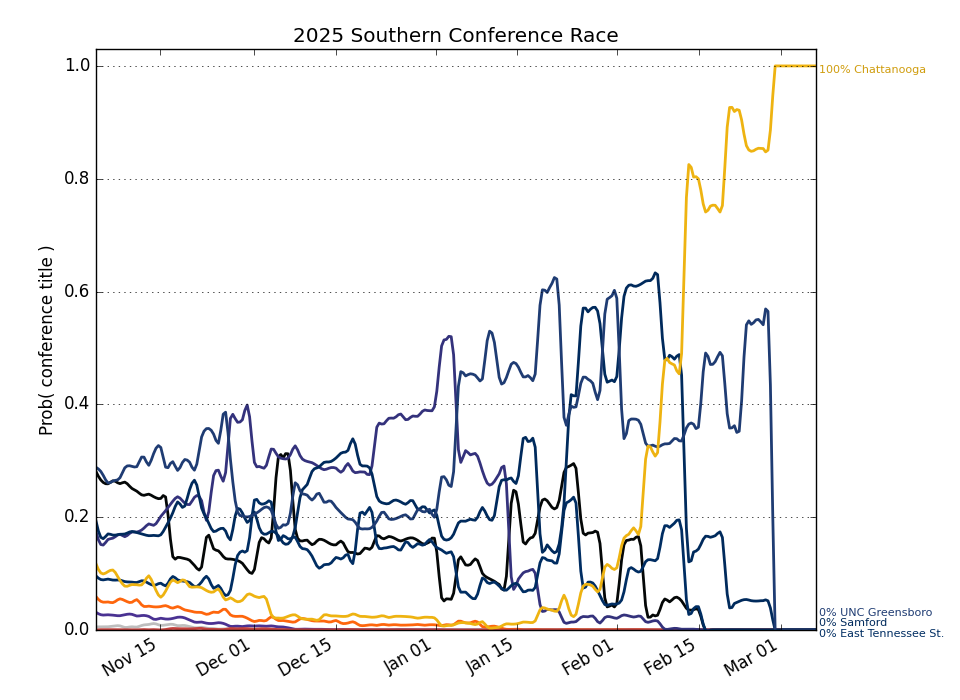 2025 Southern Conference Race
1.0
100% Chattanooga
0.8
0.6
Prob( conference title )
0.4
0.2
0% UNC Greensboro
0% Samford
0.0
0% East Tennessee St.
Nov 15
Dec 01
Dec 15
Jan 01
Jan 15
Feb 01
Feb 15
Mar 01